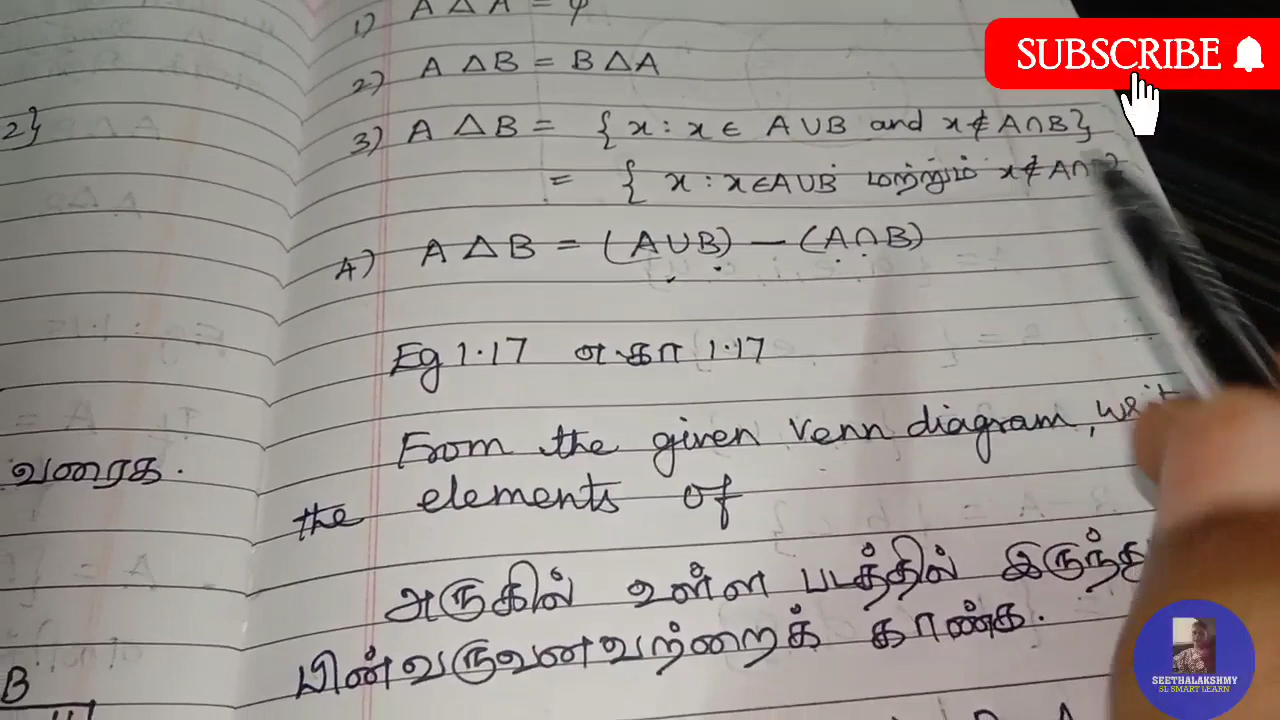 2}
வரைக.
B
1) A Δ A = φ
2) A Δ B = B Δ A
3) A Δ B = { x : x ∈ A ∪ B and x ∉ A ∩ B }
= { x : x ∈ A ∪ B மற்றும் x ∉ A ∩
4) A Δ B = (A ∪ B) — (A ∩ B)
Eg 1.17 எ.கா 1.17
From the given venn diagram,
the elements of
அருகில் உள்ள படத்தில்
பின்வருவனவற்றைக் காண்க.
SUBSCRIBE
SEETHALAKSHMY
SL SMART LEARN